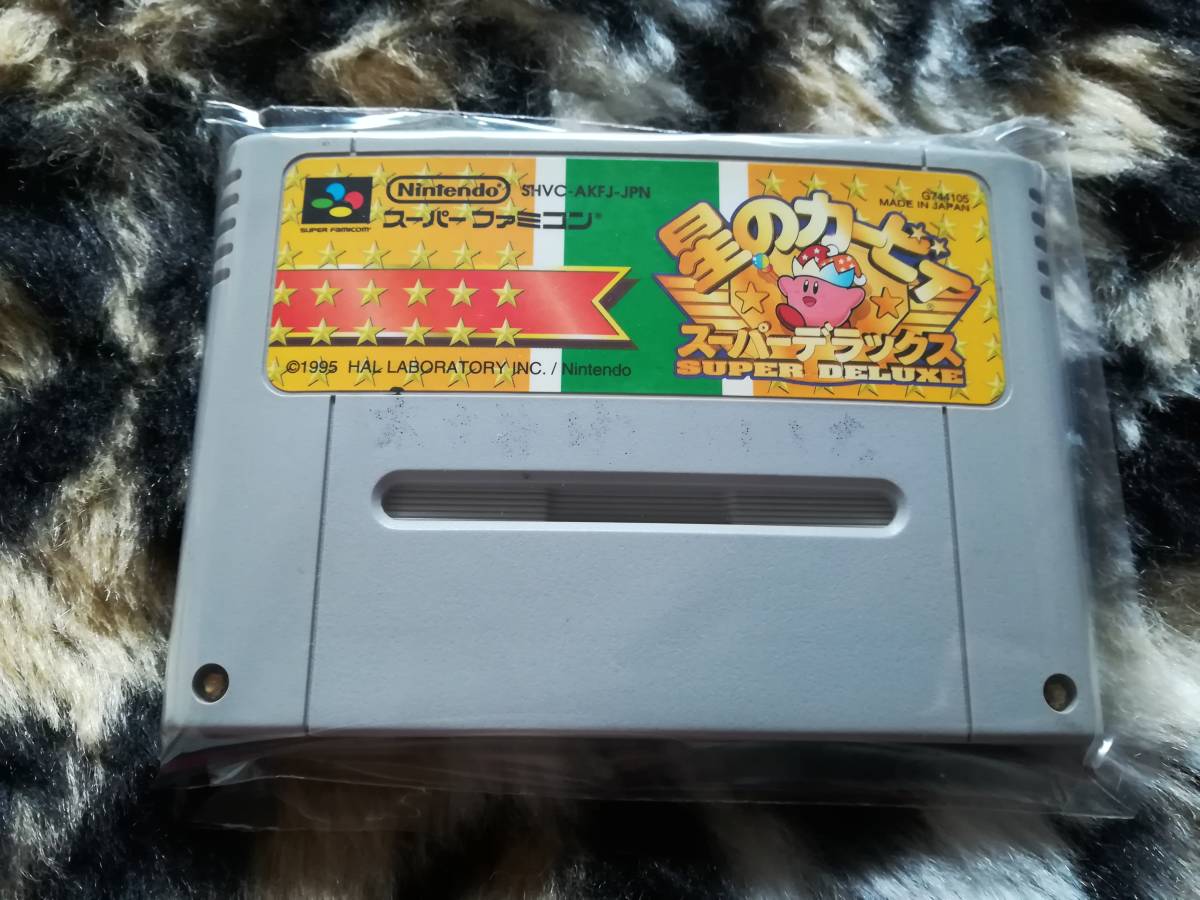 Nintendo SHVC-AKFJ-JPN
SUPER FAMICOM
スーパーファミコン®
G744105
MADE IN JAPAN
星のカービィ
スーパーデラックス
SUPER DELUXE
©1995 HAL LABORATORY INC. / Nintendo